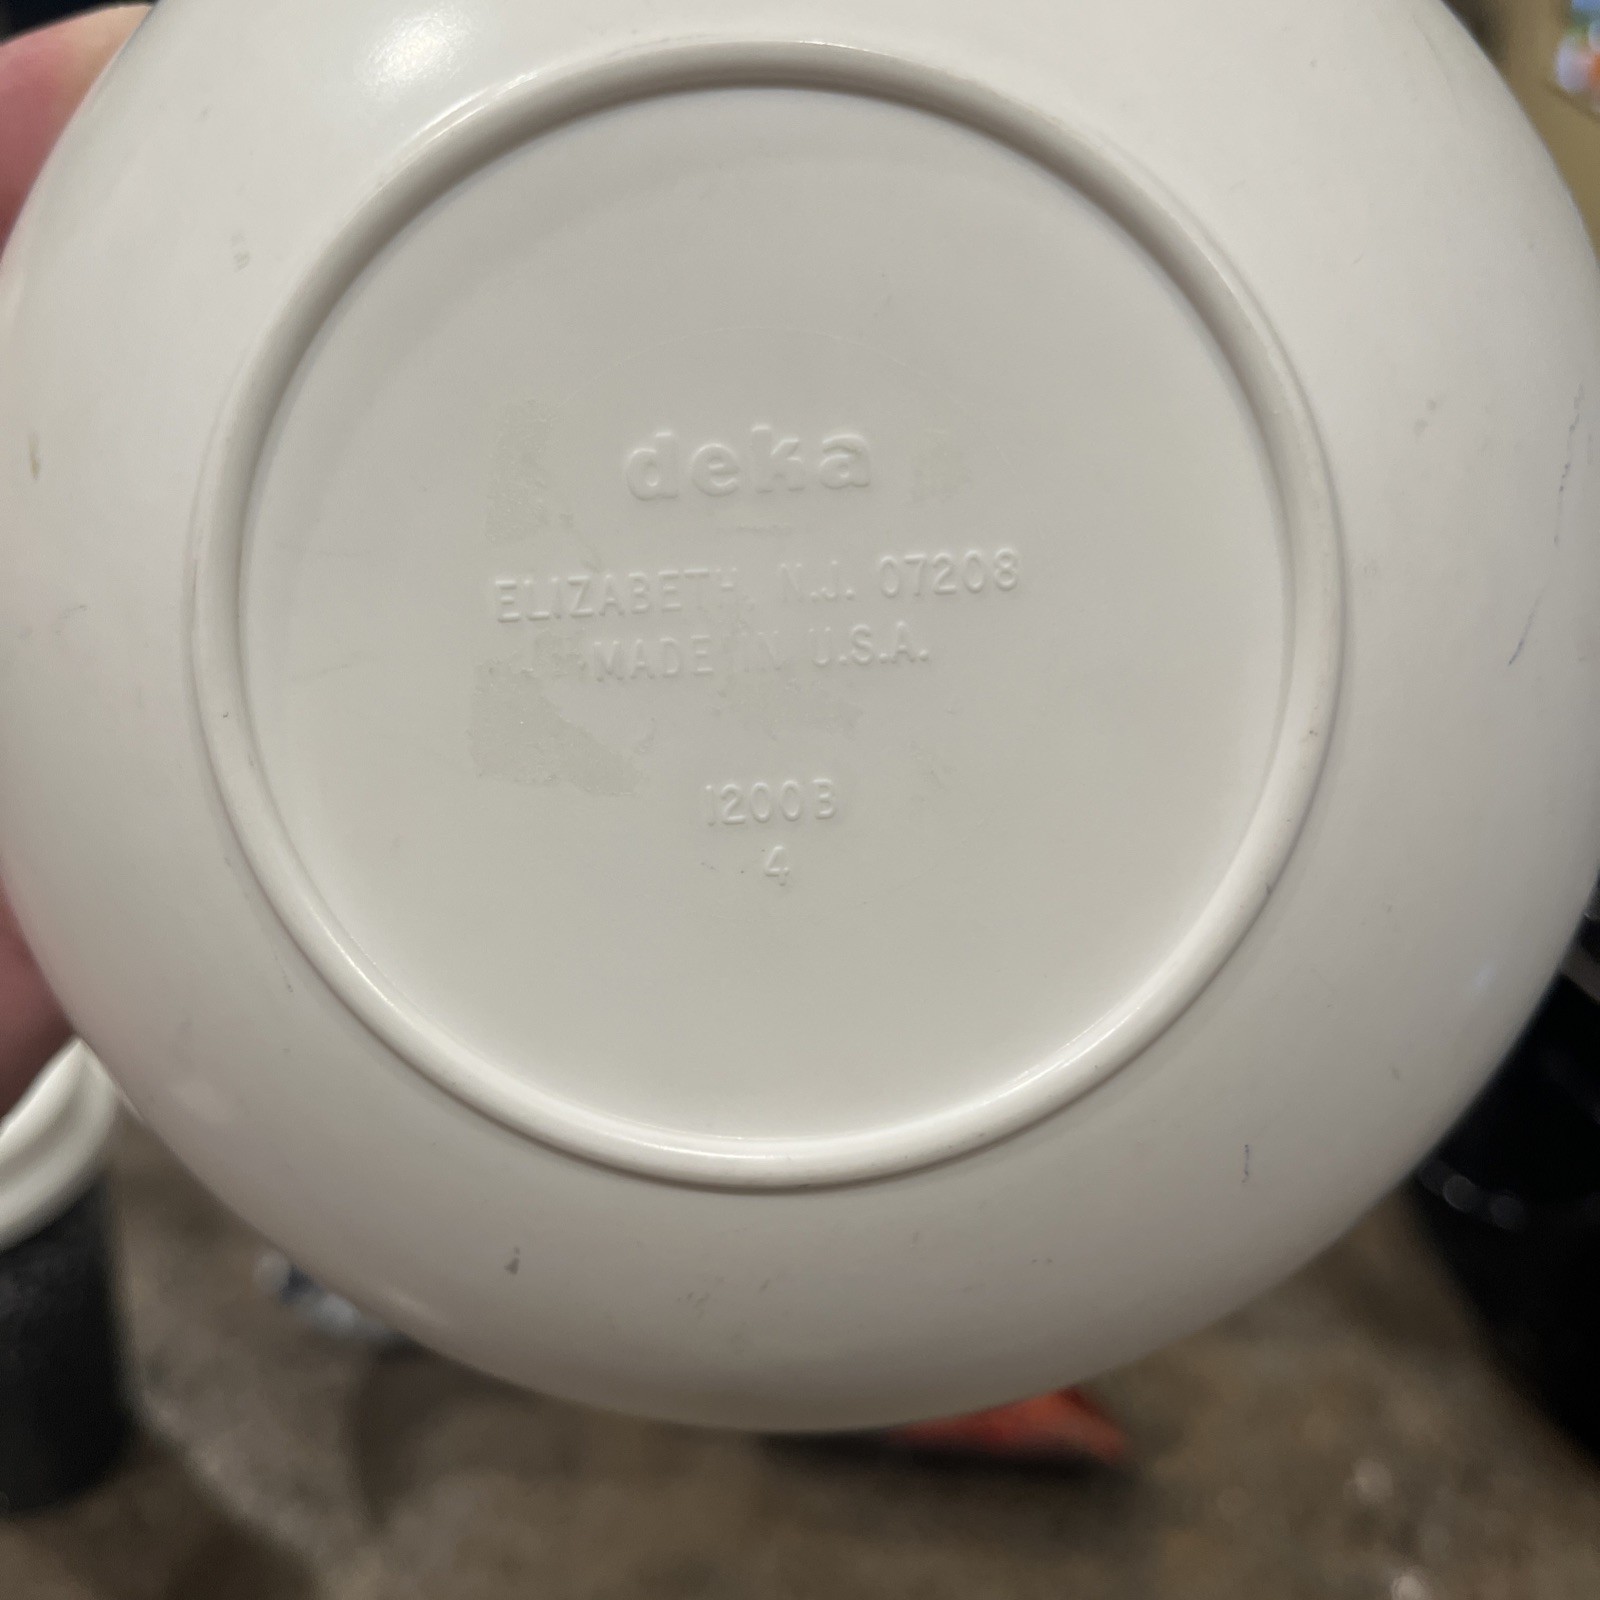 deka
ELIZABETH, N.J. 07208
MADE IN U.S.A.
1200B
4